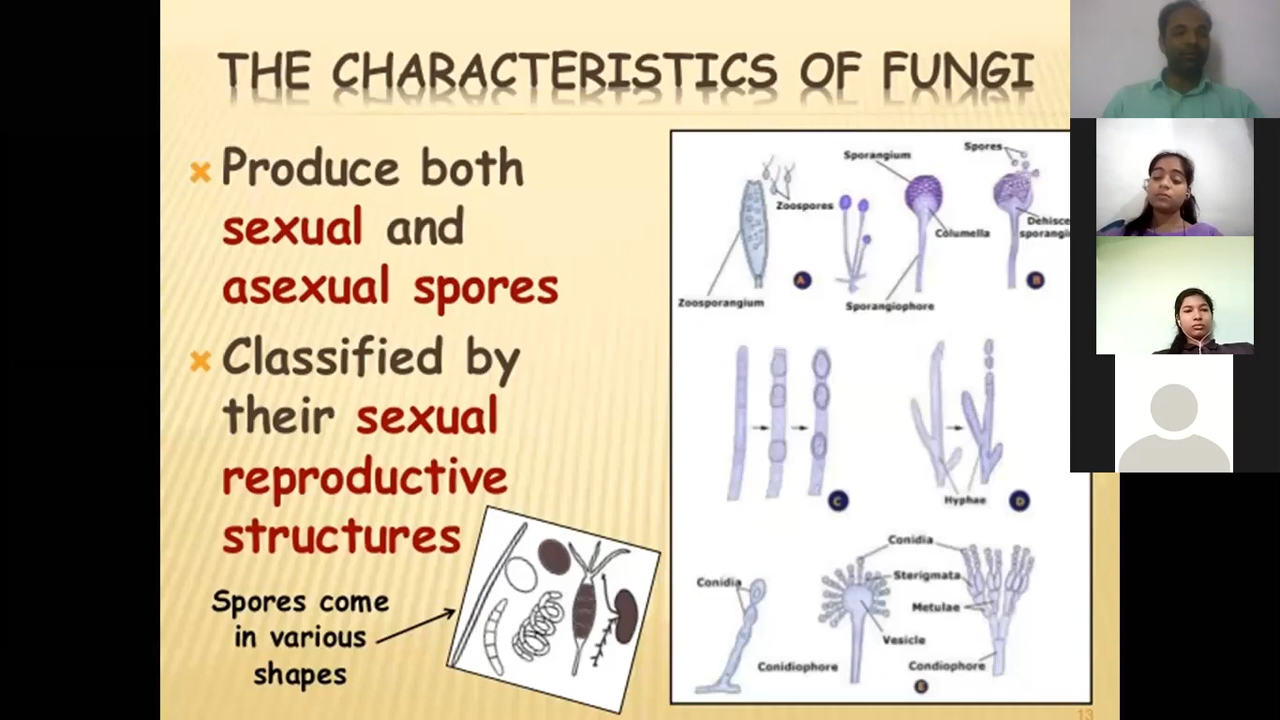 THE CHARACTERISTICS OF FUNGI
Produce both
sexual and
asexual spores
Classified by
their sexual
reproductive
structures
Spores come
in various
shapes
Zoospores
Zoosporangium
A
Sporangium
Columella
Sporangiophore
Spores
Dehisce
sporangi
B
C
Hyphae
D
Conidia
Conidia
Sterigmata
Metulae
Vesicle
Conidiophore
Condiophore
E
13